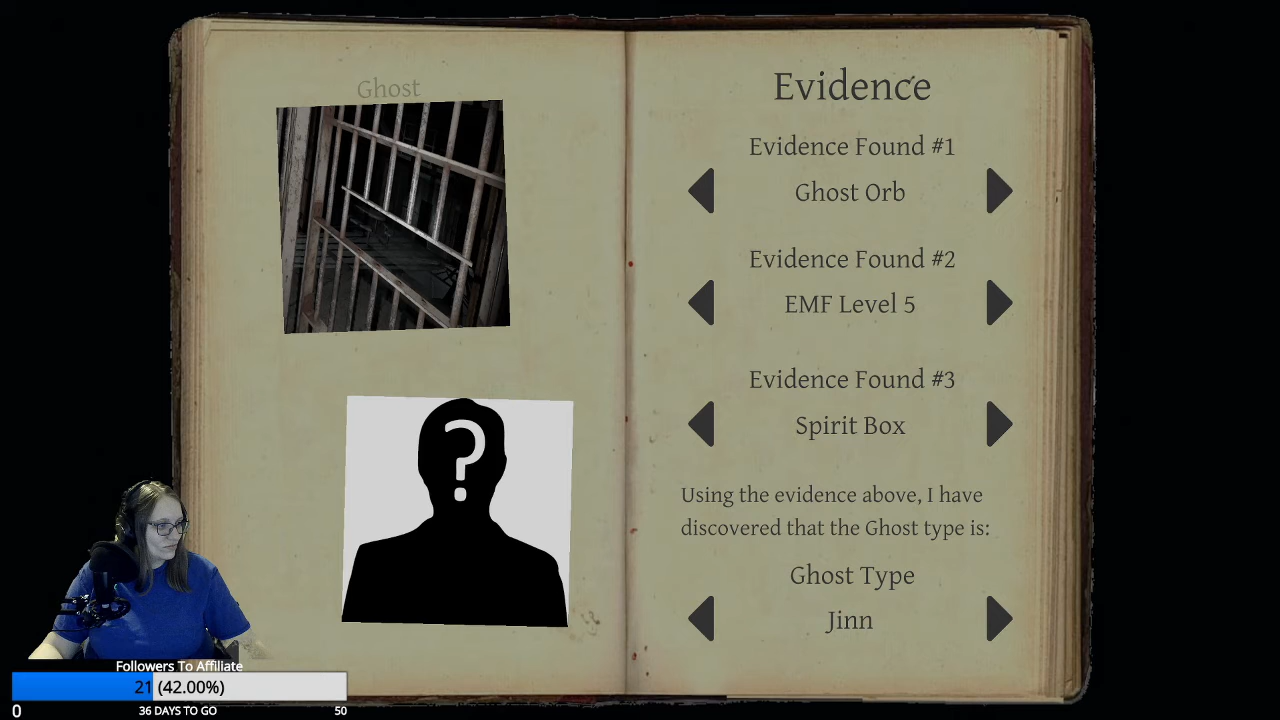 Ghost
?
Evidence
Evidence Found #1
Ghost Orb
Evidence Found #2
EMF Level 5
Evidence Found #3
Spirit Box
Using the evidence above, I have
discovered that the Ghost type is:
Ghost Type
Jinn
Followers To Affiliate
21 (42.00%)
0 36 DAYS TO GO 50